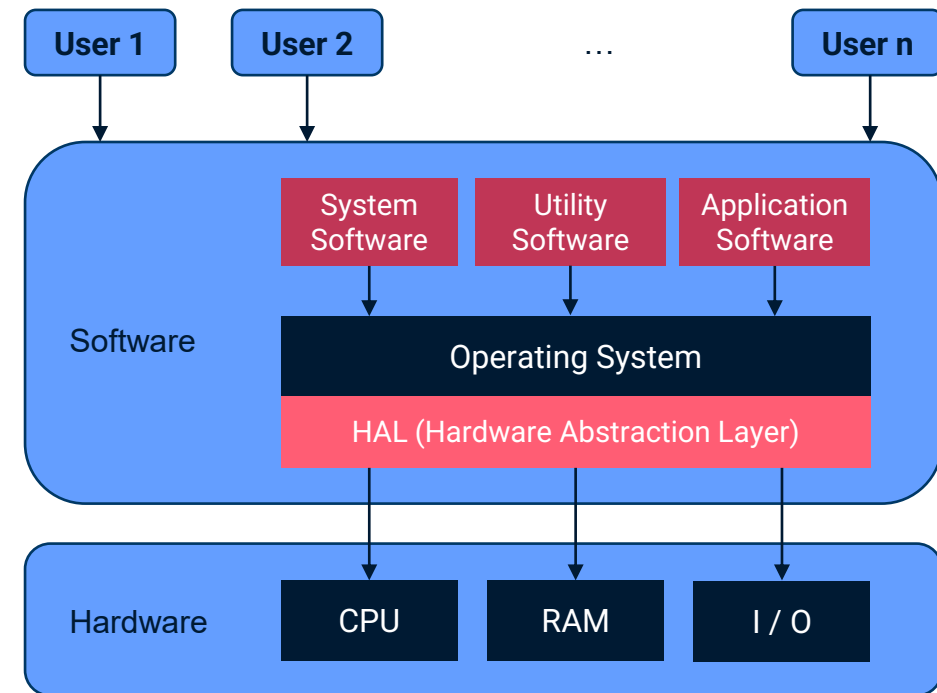 User 1
User 2
...
User n
System
Software
Utility
Software
Application
Software
Software
Operating System
HAL (Hardware Abstraction Layer)
Hardware
CPU
RAM
I / O